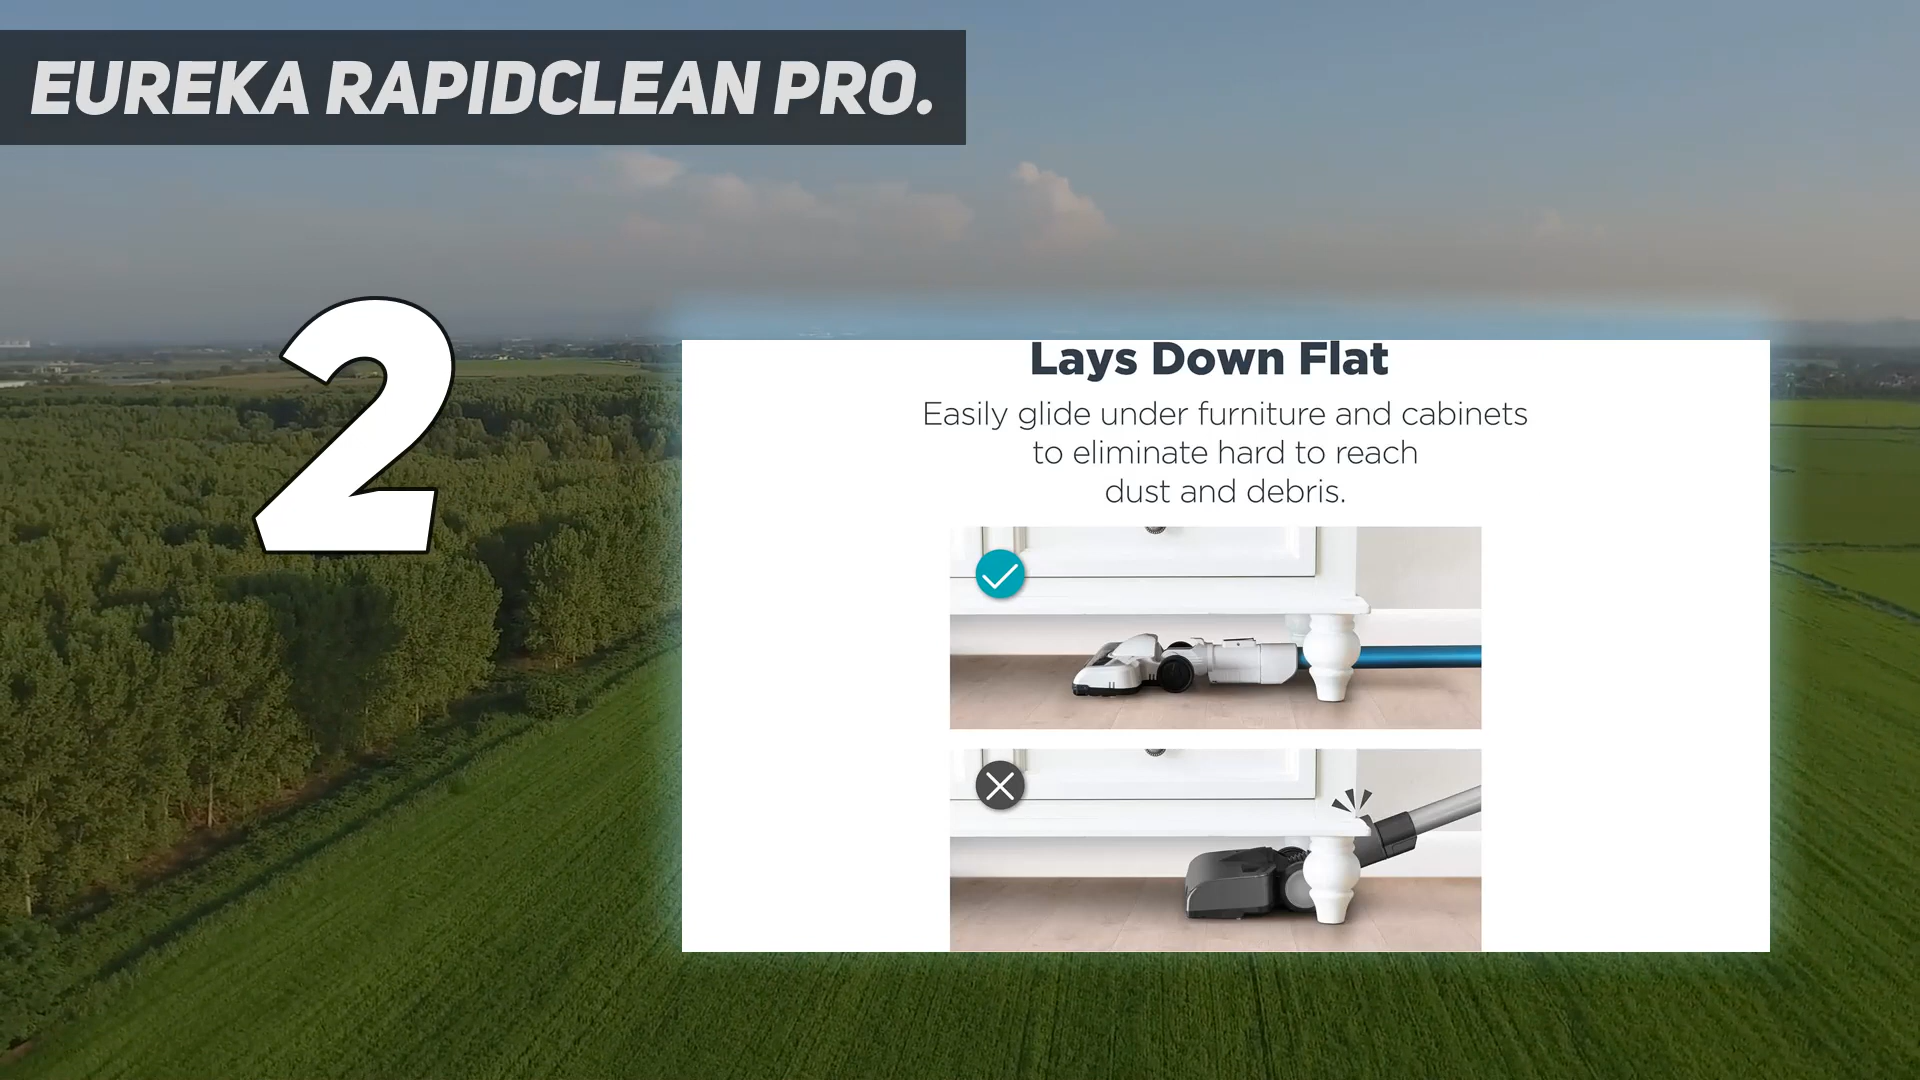 EUREKA RAPIDCLEAN PRO.
2
Lays Down Flat
Easily glide under furniture and cabinets
to eliminate hard to reach
dust and debris.